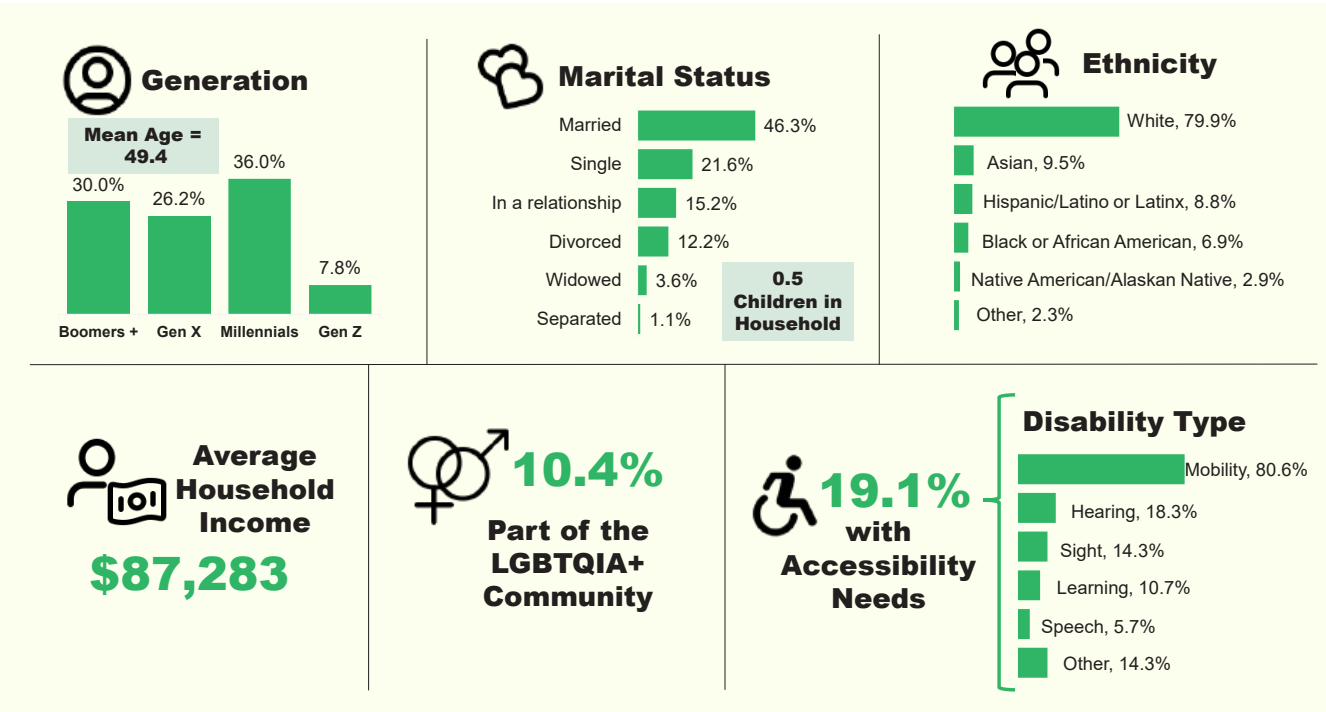 Generation
Mean Age =
49.4
30.0%
26.2%
36.0%
7.8%
Boomers +
Gen X
Millennials
Gen Z
Marital Status
Married 46.3%
Single 21.6%
In a relationship 15.2%
Divorced 12.2%
Widowed 3.6%
Separated 1.1%
0.5
Children in
Household
Ethnicity
White, 79.9%
Asian, 9.5%
Hispanic/Latino or Latinx, 8.8%
Black or African American, 6.9%
Native American/Alaskan Native, 2.9%
Other, 2.3%
Average
Household
Income
$87,283
10.4%
Part of the
LGBTQIA+
Community
19.1%
with
Accessibility
Needs
Disability Type
Mobility, 80.6%
Hearing, 18.3%
Sight, 14.3%
Learning, 10.7%
Speech, 5.7%
Other, 14.3%